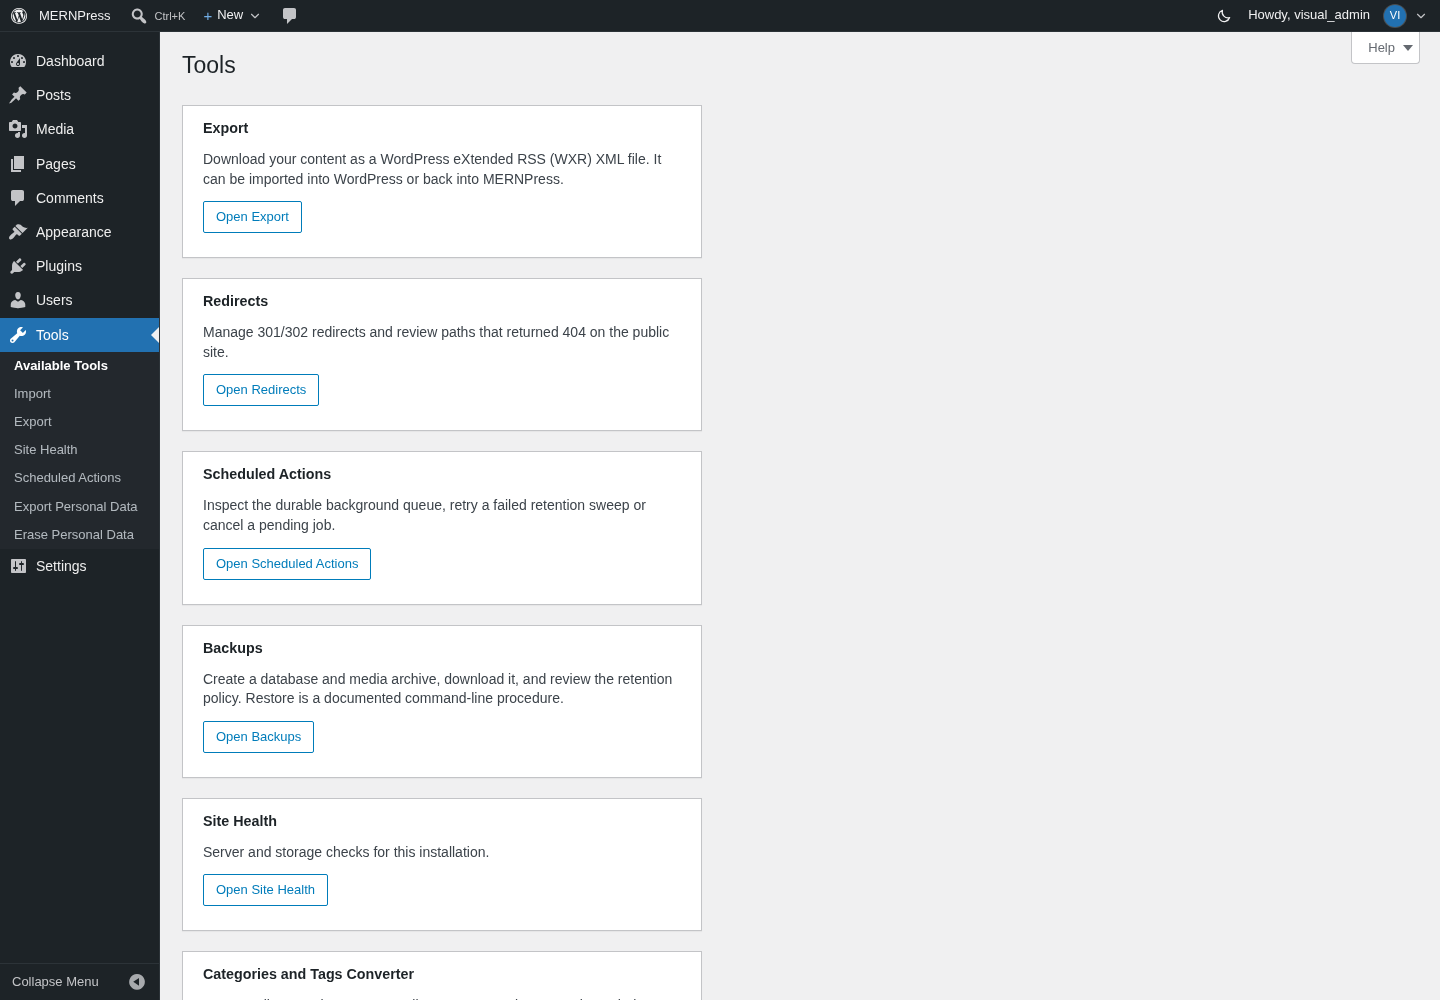 MERNPress
Ctrl+K
+ New
Howdy, visual_admin
VI
Help
Dashboard
Posts
Media
Pages
Comments
Appearance
Plugins
Users
Tools
Available Tools
Import
Export
Site Health
Scheduled Actions
Export Personal Data
Erase Personal Data
Settings
Collapse Menu
Tools
Export
Download your content as a WordPress eXtended RSS (WXR) XML file. It
can be imported into WordPress or back into MERNPress.
Open Export
Redirects
Manage 301/302 redirects and review paths that returned 404 on the public
site.
Open Redirects
Scheduled Actions
Inspect the durable background queue, retry a failed retention sweep or
cancel a pending job.
Open Scheduled Actions
Backups
Create a database and media archive, download it, and review the retention
policy. Restore is a documented command-line procedure.
Open Backups
Site Health
Server and storage checks for this installation.
Open Site Health
Categories and Tags Converter